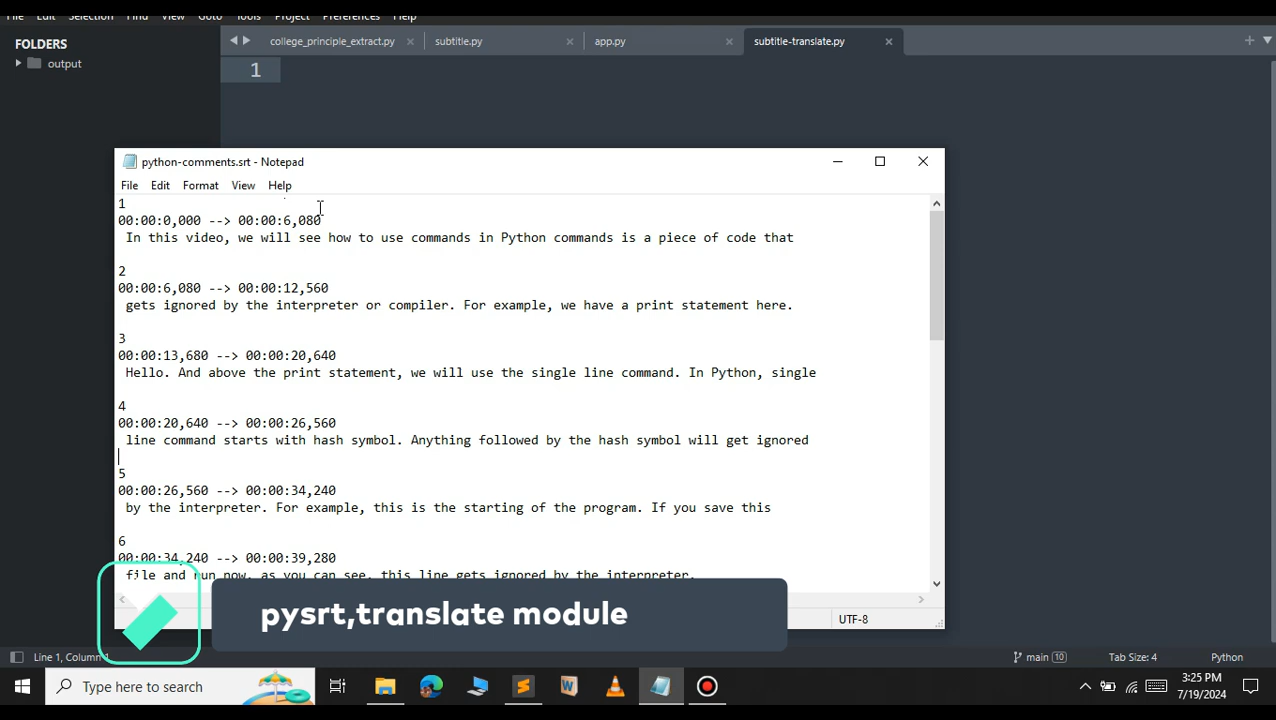 File Edit Selection Find View Goto Tools Project Preferences Help
FOLDERS
output
college_principle_extract.py
subtitle.py
app.py
subtitle-translate.py
1
python-comments.srt - Notepad
File Edit Format View Help
1
00:00:0,000 --> 00:00:6,080
In this video, we will see how to use commands in Python commands is a piece of code that
2
00:00:6,080 --> 00:00:12,560
gets ignored by the interpreter or compiler. For example, we have a print statement here.
3
00:00:13,680 --> 00:00:20,640
Hello. And above the print statement, we will use the single line command. In Python, single
4
00:00:20,640 --> 00:00:26,560
line command starts with hash symbol. Anything followed by the hash symbol will get ignored
5
00:00:26,560 --> 00:00:34,240
by the interpreter. For example, this is the starting of the program. If you save this
6
00:00:34,240 --> 00:00:39,280
file and run now, as you can see, this line gets ignored by the interpreter.
pysrt,translate module
UTF-8
Line 1, Column
main 10
Tab Size: 4
Python
Type here to search
3:25 PM
7/19/2024